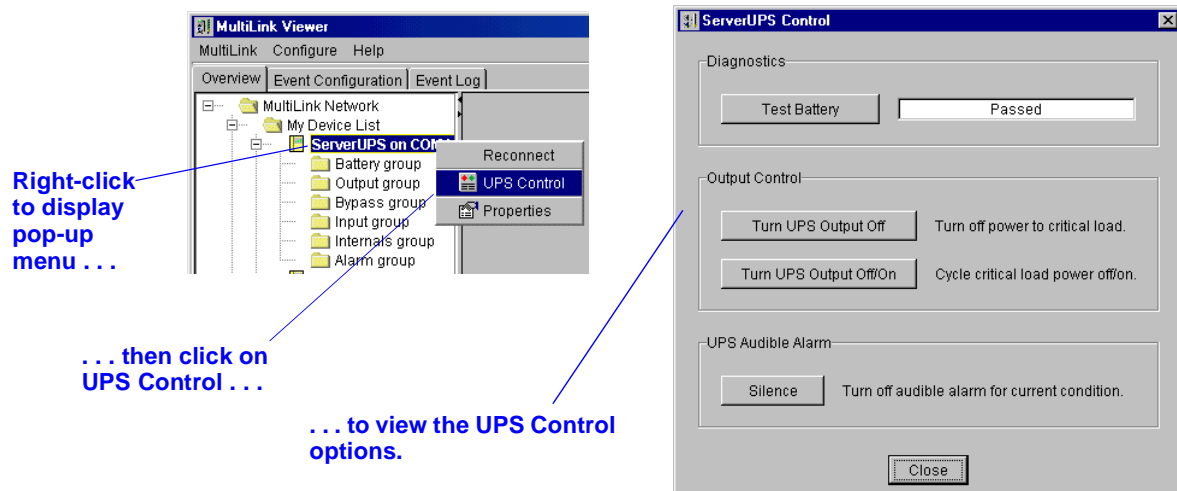 MultiLink Viewer
MultiLink Configure Help
Overview Event Configuration Event Log
MultiLink Network
My Device List
ServerUPS on COM
Battery group
Output group
Bypass group
Input group
Internals group
Alarm group
Reconnect
UPS Control
Properties
Right-click
to display
pop-up
menu . . .
. . . then click on
UPS Control . . .
. . . to view the UPS Control
options.
ServerUPS Control
Diagnostics
Test Battery Passed
Output Control
Turn UPS Output Off Turn off power to critical load.
Turn UPS Output Off/On Cycle critical load power off/on.
UPS Audible Alarm
Silence Turn off audible alarm for current condition.
Close